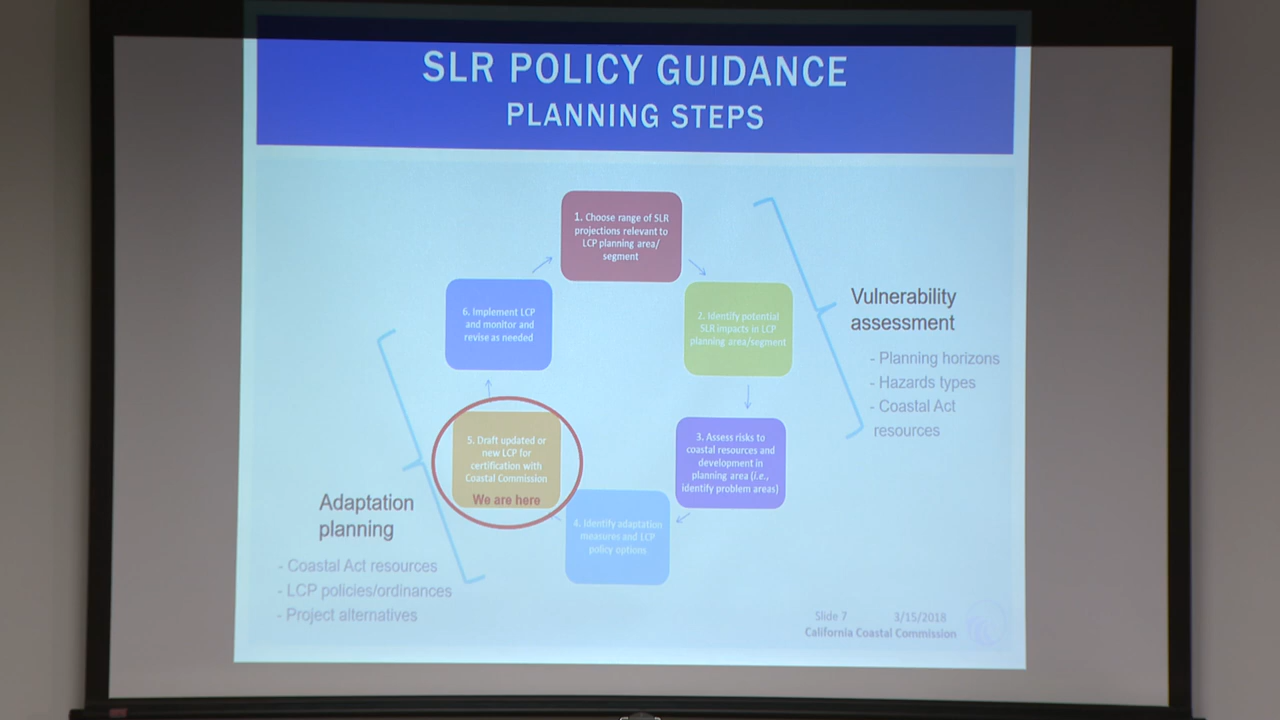 SLR POLICY GUIDANCE
PLANNING STEPS
1. Choose range of SLR
projections relevant to
LCP planning area/
segment
2. Identify potential
SLR impacts in LCP
planning area/segment
3. Assess risks to
coastal resources and
development in
planning area (i.e.,
identify problem areas)
4. Identify adaptation
measures and LCP
policy options
5. Draft updated or
new LCP for
certification with
Coastal Commission
We are here
6. Implement LCP
and monitor and
revise as needed
Vulnerability
assessment
- Planning horizons
- Hazards types
- Coastal Act
resources
Adaptation
planning
- Coastal Act resources
- LCP policies/ordinances
- Project alternatives
Slide 7 3/15/2018
California Coastal Commission